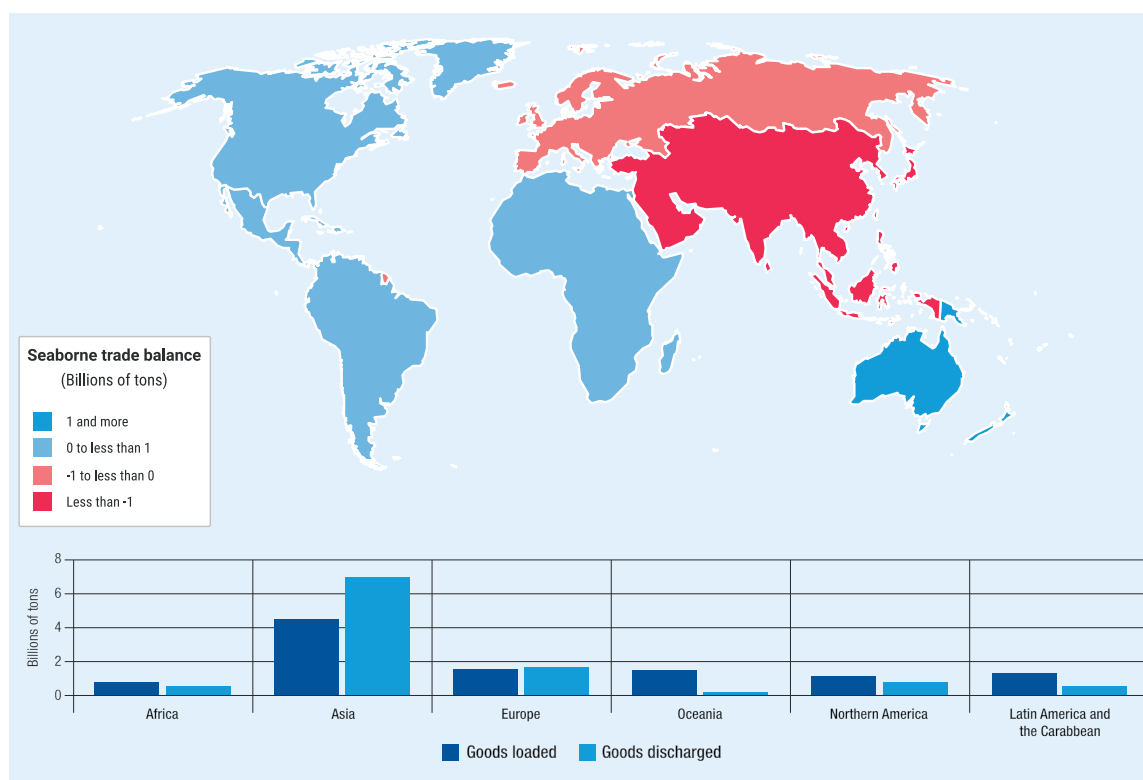 Seaborne trade balance
(Billions of tons)
1 and more
0 to less than 1
-1 to less than 0
Less than -1
Billions of tons
8
6
4
2
0
Africa
Asia
Europe
Oceania
Northern America
Latin America and
the Carabbean
Goods loaded
Goods discharged